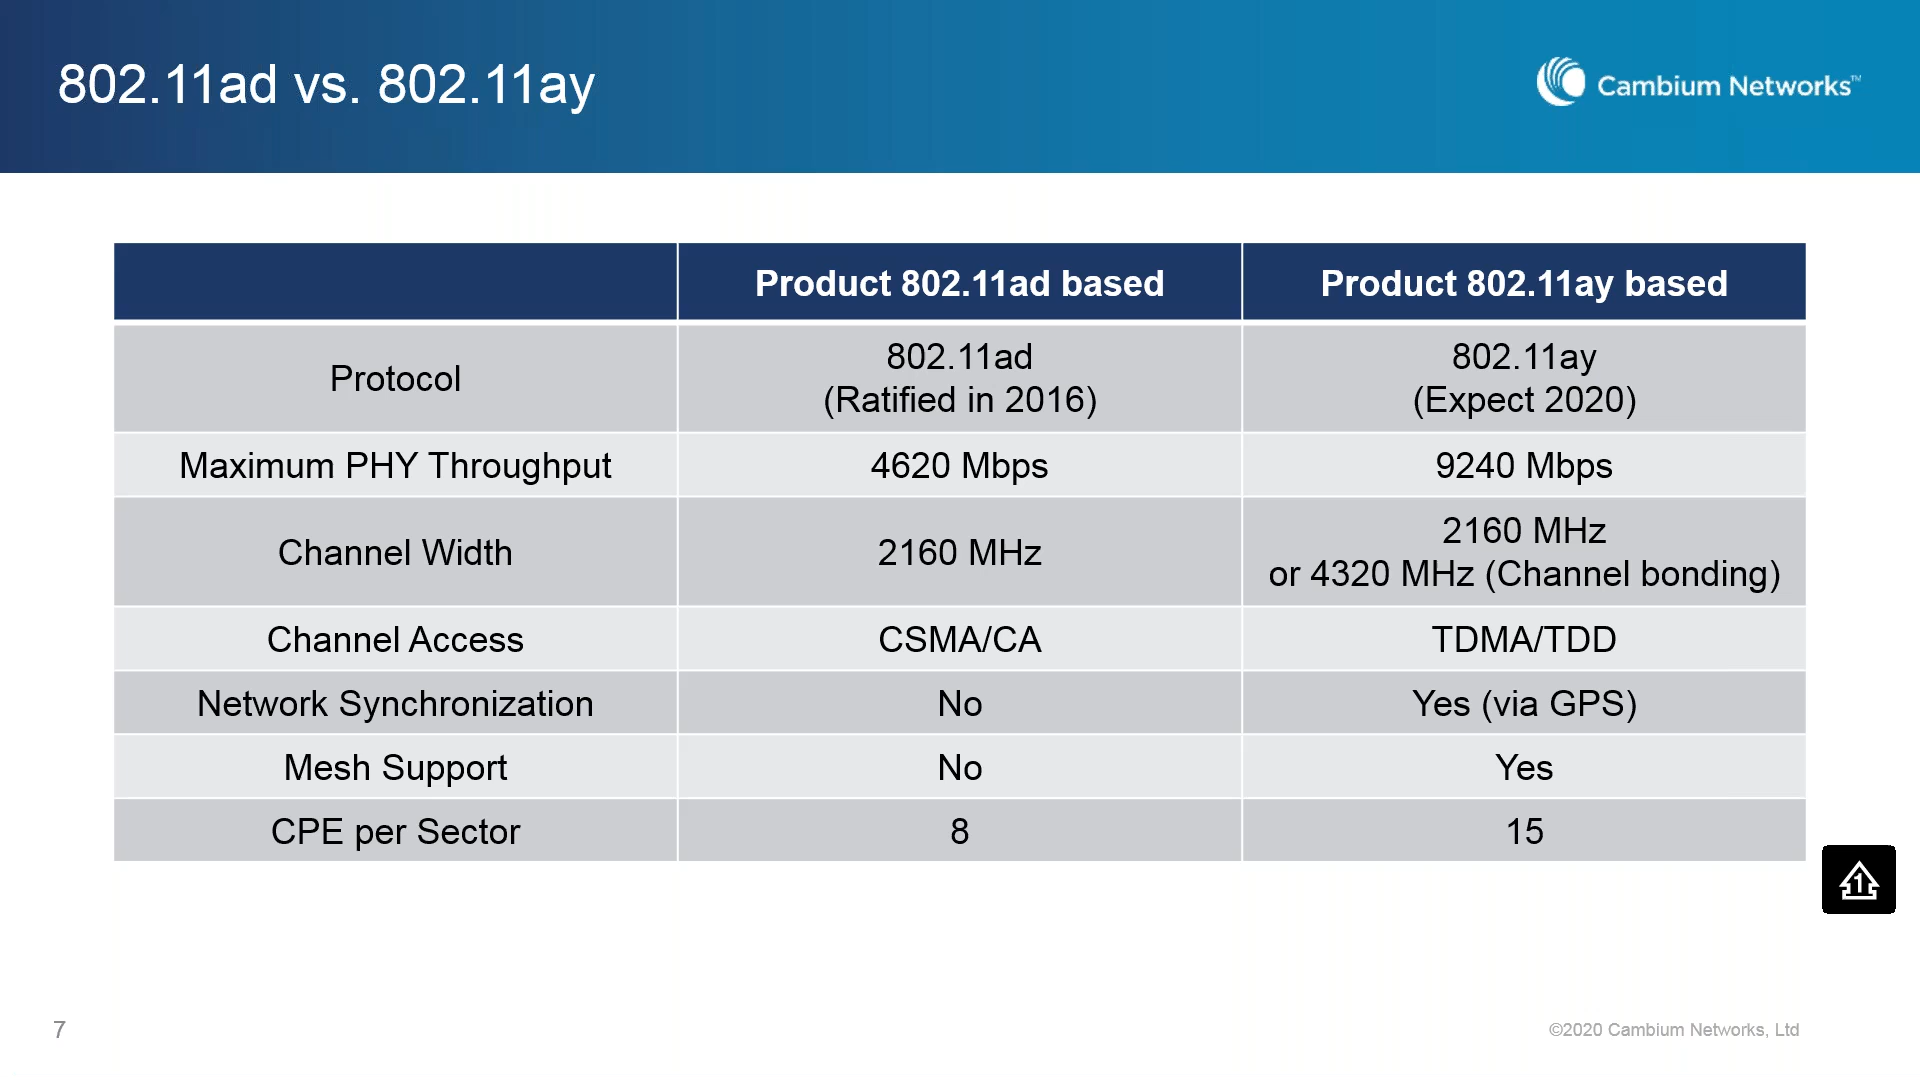 802.11ad vs. 802.11ay
Cambium Networks™
Product 802.11ad based
Product 802.11ay based
Protocol
802.11ad
(Ratified in 2016)
802.11ay
(Expect 2020)
Maximum PHY Throughput
4620 Mbps
9240 Mbps
Channel Width
2160 MHz
2160 MHz
or 4320 MHz (Channel bonding)
Channel Access
CSMA/CA
TDMA/TDD
Network Synchronization
No
Yes (via GPS)
Mesh Support
No
Yes
CPE per Sector
8
15
1
7
©2020 Cambium Networks, Ltd